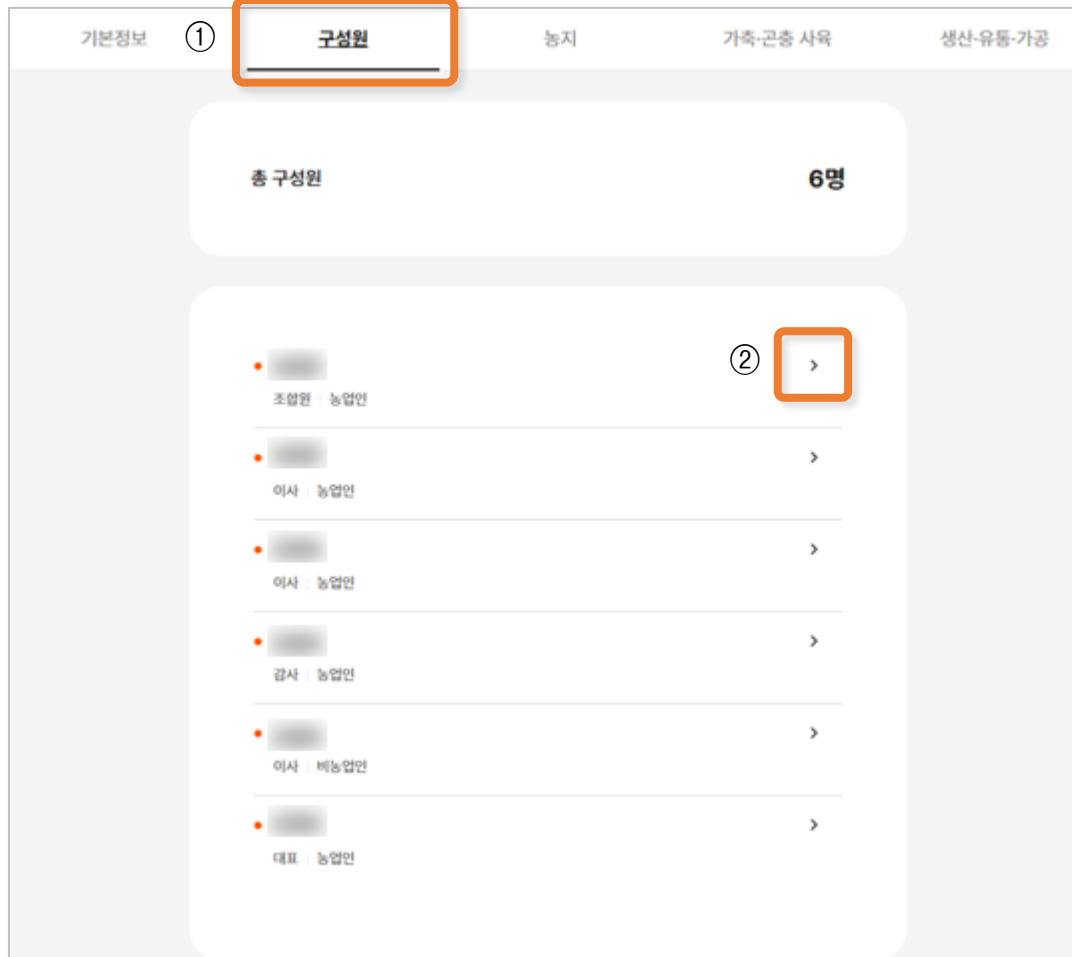 기본정보 ① 구성원 농지 가축·곤충 사육 생산·유통·가공
총 구성원 6명
②
조합원 농업인
이사 농업인
이사 농업인
감사 농업인
이사 비농업인
대표 농업인